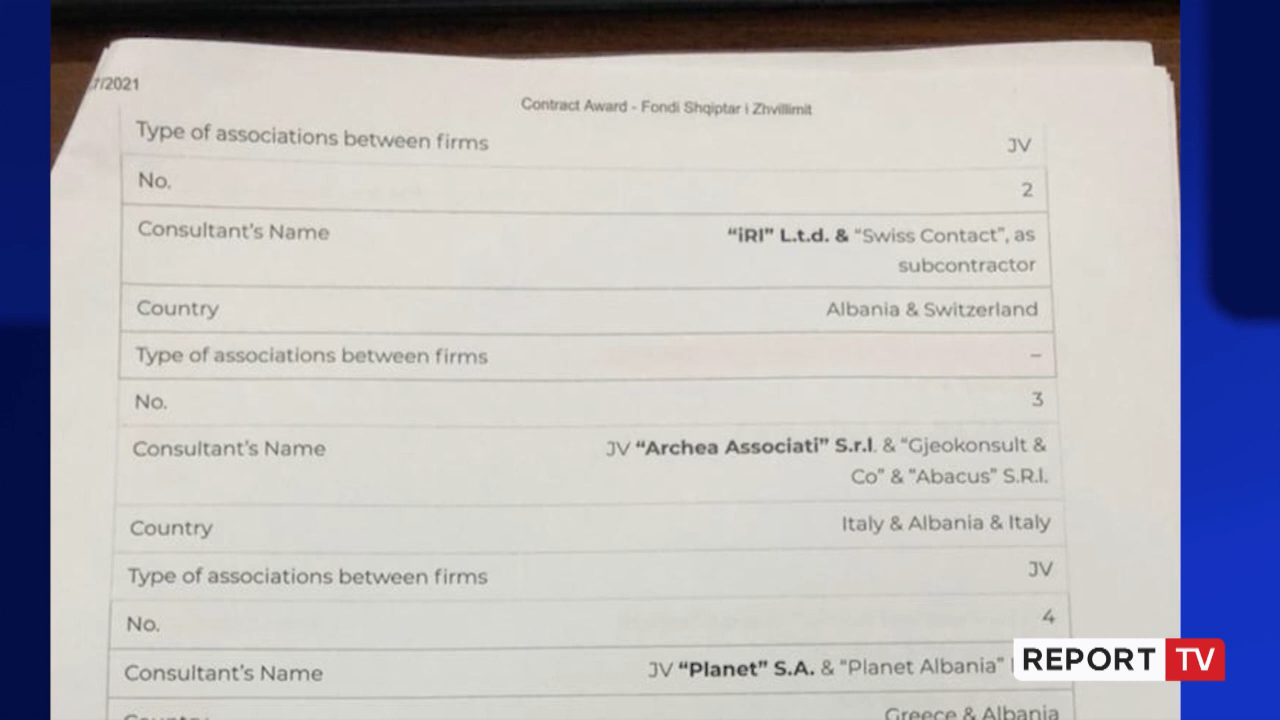 7/2021
Contract Award - Fondi Shqiptar i Zhvillimit
Type of associations between firms JV
No. 2
Consultant's Name "iRI" L.t.d. & "Swiss Contact", as
subcontractor
Country Albania & Switzerland
Type of associations between firms –
No. 3
Consultant's Name JV "Archea Associati" S.r.l. & "Gjeokonsult &
Co" & "Abacus" S.R.l.
Country Italy & Albania & Italy
Type of associations between firms JV
No. 4
Consultant's Name JV "Planet" S.A. & "Planet Albania"
Country Greece & Albania
REPORT TV